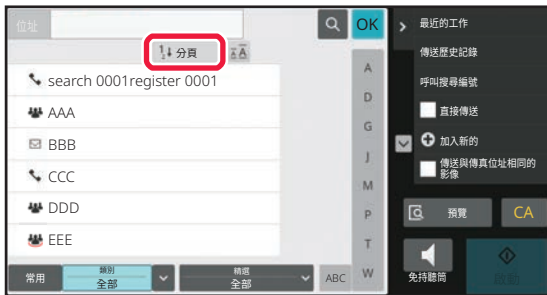 位址
OK
1 2 分頁
search 0001register 0001
AAA
BBB
CCC
DDD
EEE
A
D
G
J
M
P
T
W
常用
類別
全部
精選
全部
ABC
最近的工作
傳送歷史記錄
呼叫搜尋編號
直接傳送
加入新的
傳送與傳真位址相同的
影像
預覽
CA
免持聽筒
啟動